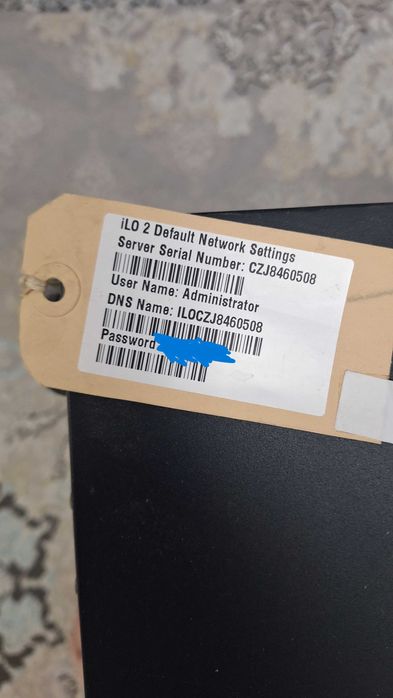 iLO 2 Default Network Settings
Server Serial Number: CZJ8460508
User Name: Administrator
DNS Name: ILOCZJ8460508
Password